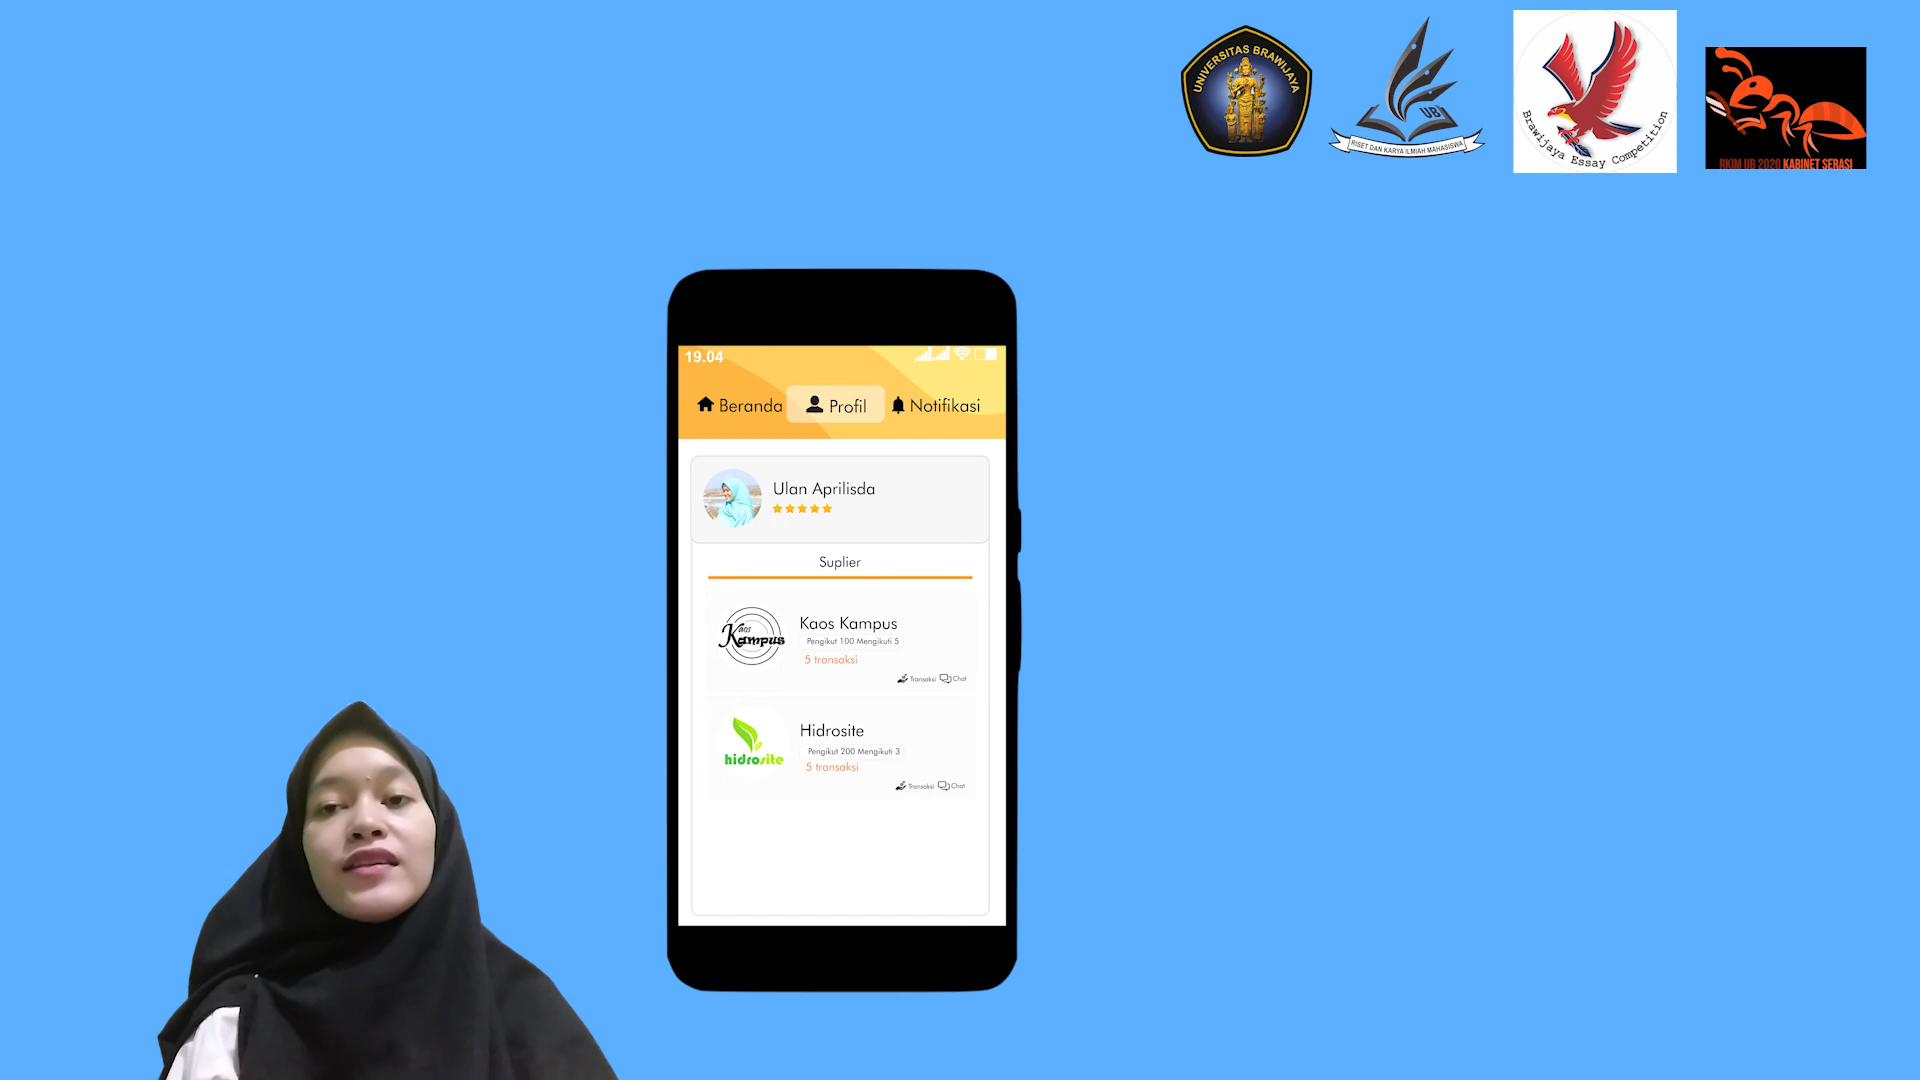 UNIVERSITAS BRAWIJAYA
UB
RISET DAN KARYA ILMIAH MAHASISWA
Brawijaya Essay Competition
RKIM UB 2020 KABINET SERASI
19.04
Beranda
Profil
Notifikasi
Ulan Aprilisda
Suplier
Kaos Kampus
Kaos Kampus
Pengikut 100 Mengikuti 5
5 transaksi
Transaksi Chat
hidrosite
Hidrosite
Pengikut 200 Mengikuti 3
5 transaksi
Transaksi Chat